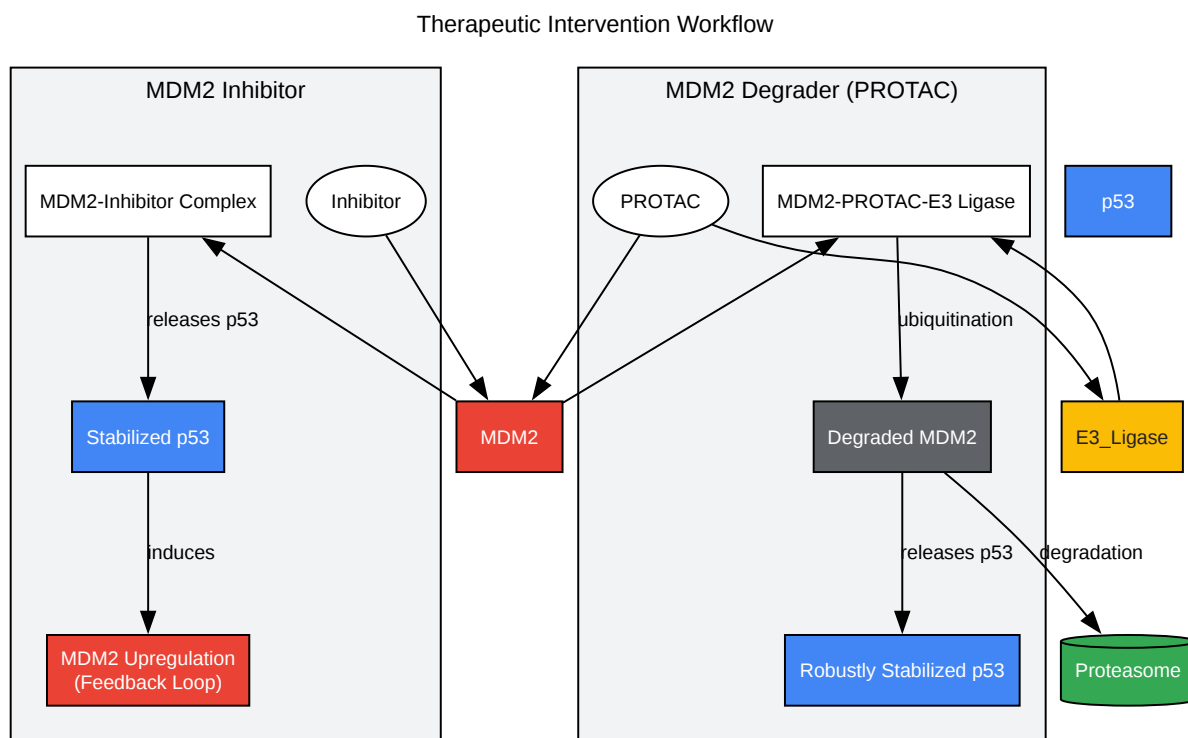 Therapeutic Intervention Workflow
MDM2 Inhibitor
MDM2 Degrader (PROTAC)
MDM2-Inhibitor Complex
Inhibitor
PROTAC
MDM2-PROTAC-E3 Ligase
p53
releases p53
ubiquitination
Stabilized p53
MDM2
Degraded MDM2
E3_Ligase
induces
releases p53
degradation
MDM2 Upregulation
(Feedback Loop)
Robustly Stabilized p53
Proteasome